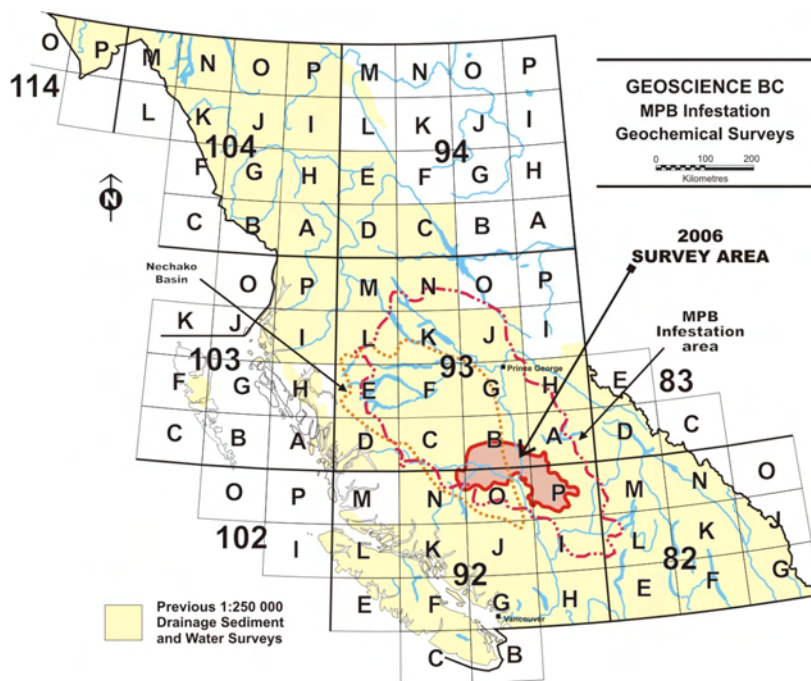 O P M N O P M N O P
114
L K J I L K J I
104 94
F G H E F G H
C B A D C B A
N
GEOSCIENCE BC
MPB Infestation
Geochemical Surveys
0 100 200
Kilometres
2006
SURVEY AREA
Nechako
Basin
O P M N O P
MPB
Infestation
area
K J I L K J I
103 93
Prince George
F G H E F G H E 83
C B A D C B A D C
O P M N O P M N O
102
I L K J I L K J
92 82
E F G H E F G
Vancouver
C B
Previous 1:250 000
Drainage Sediment
and Water Surveys